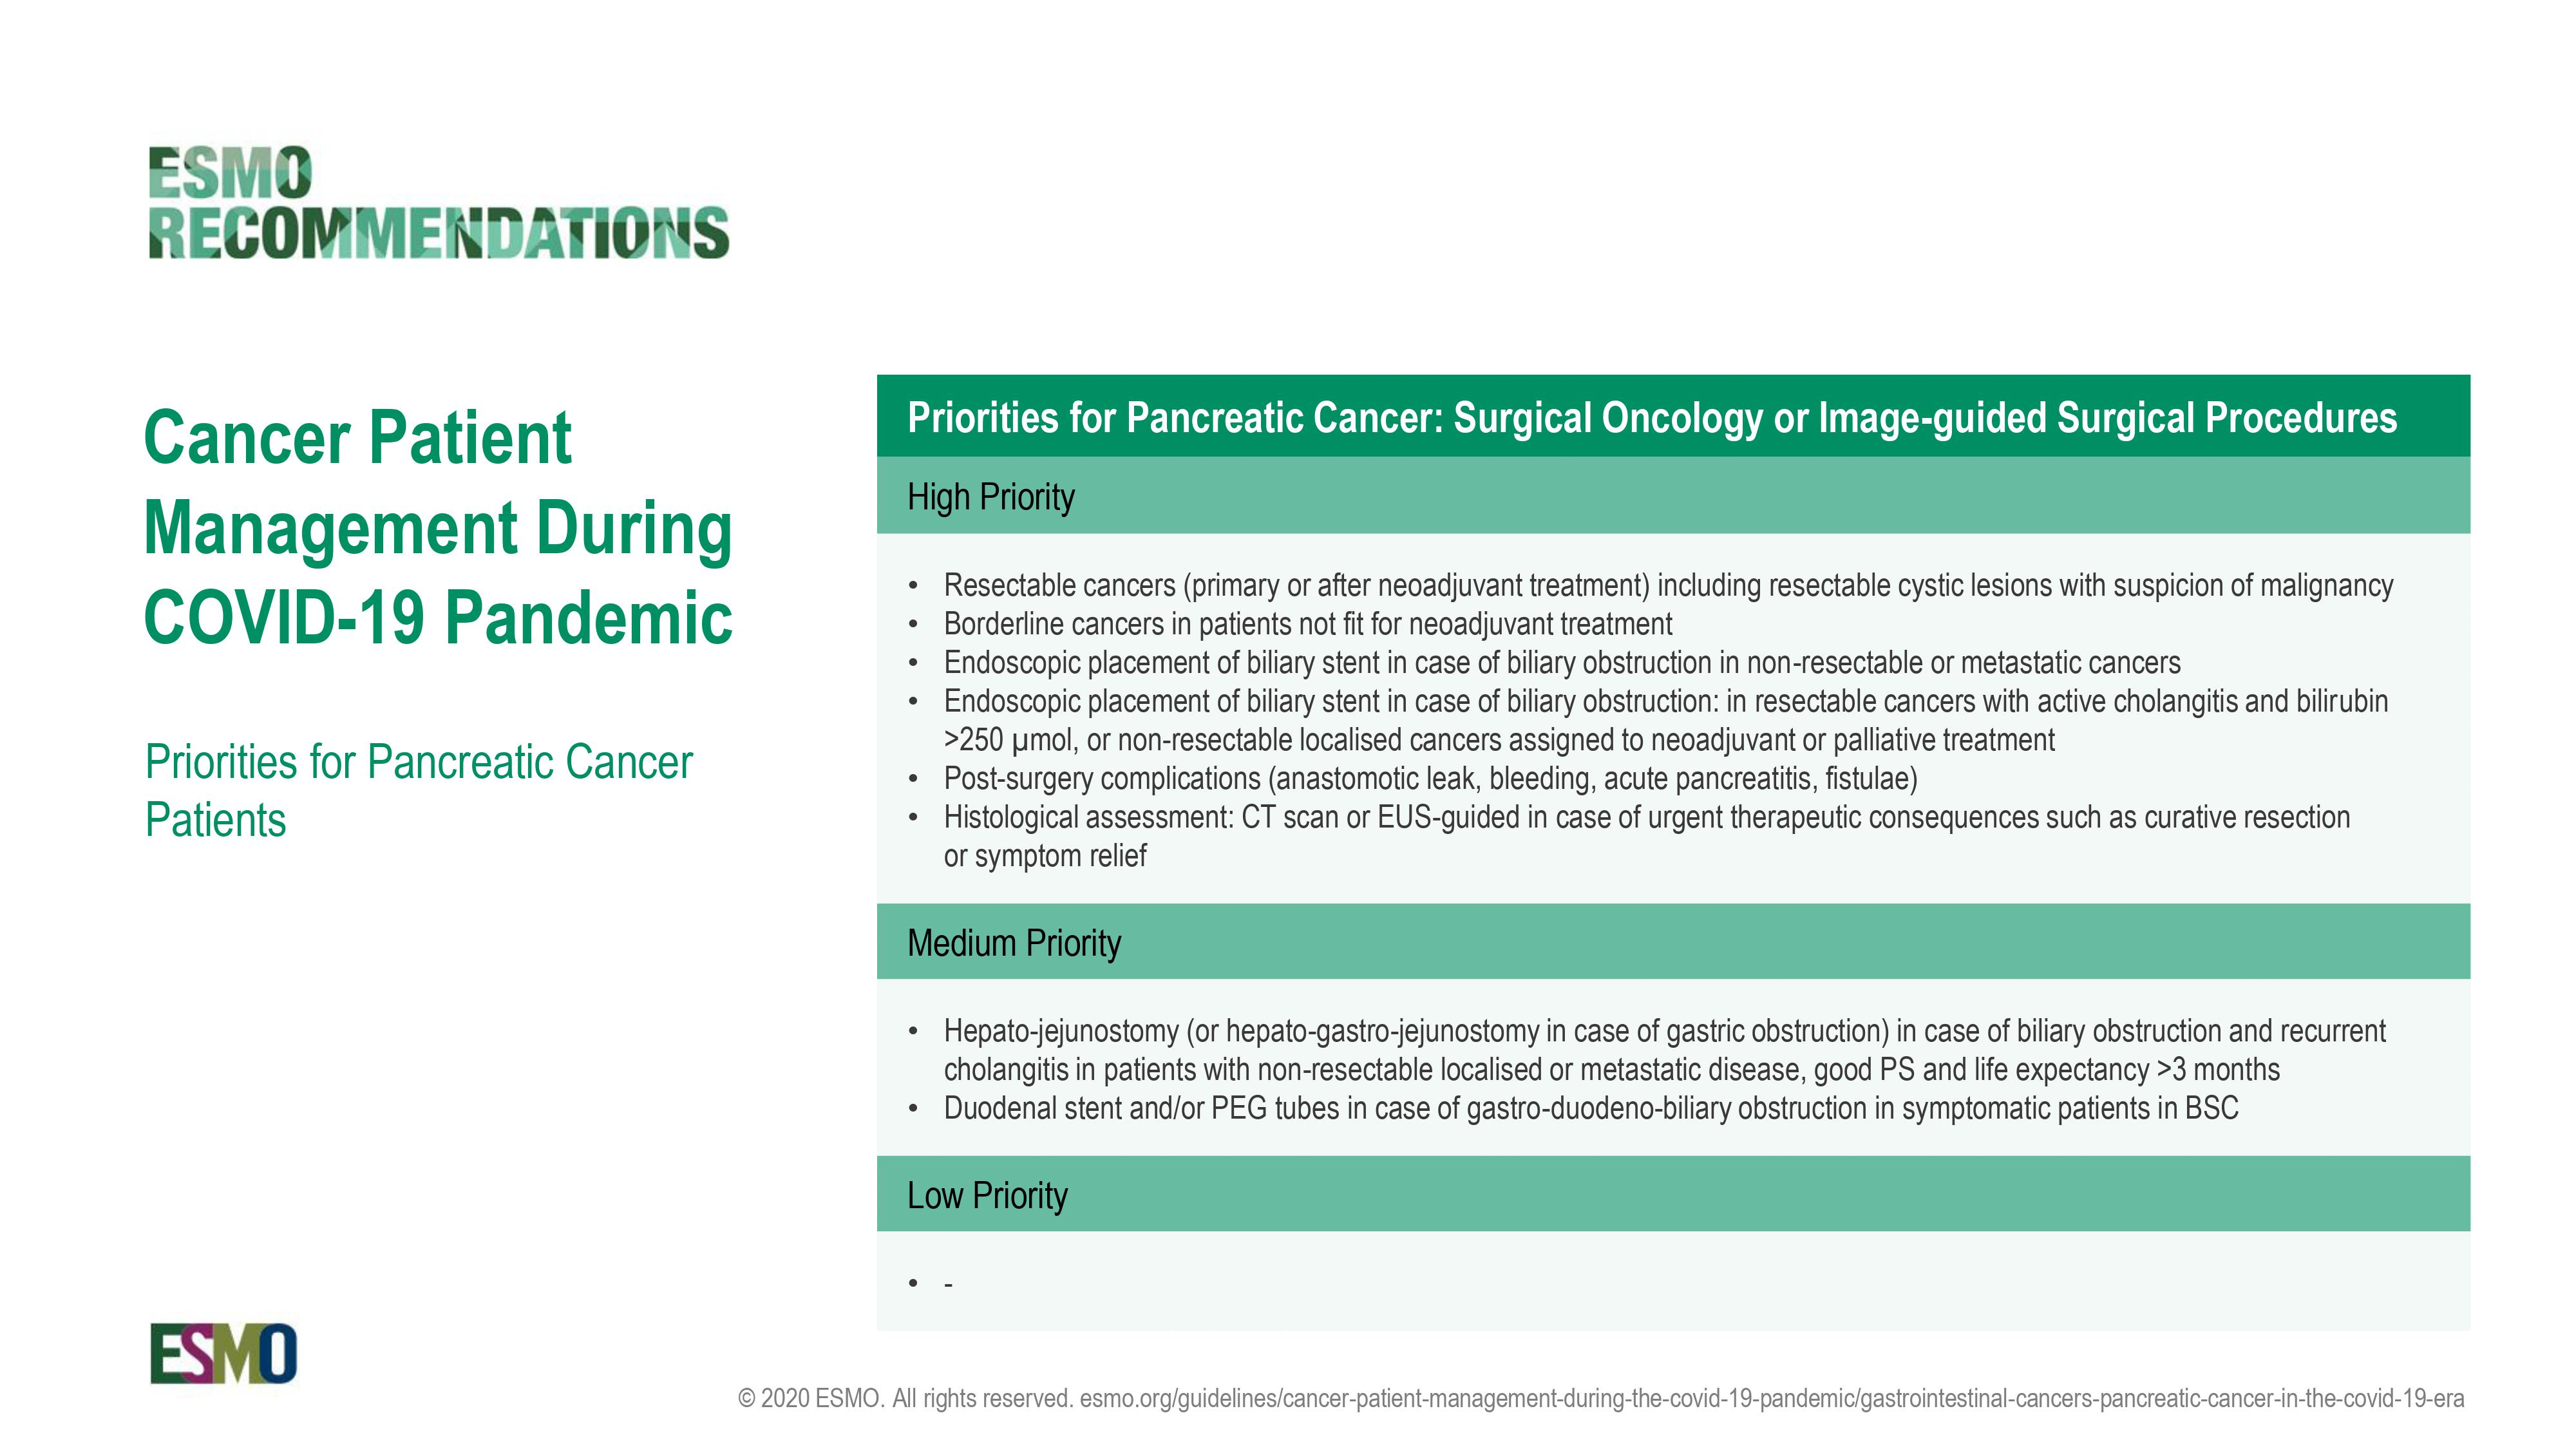 ESMO
RECOMMENDATIONS
Cancer Patient
Management During
COVID-19 Pandemic
Priorities for Pancreatic Cancer
Patients
Priorities for Pancreatic Cancer: Surgical Oncology or Image-guided Surgical Procedures
High Priority
• Resectable cancers (primary or after neoadjuvant treatment) including resectable cystic lesions with suspicion of malignancy
• Borderline cancers in patients not fit for neoadjuvant treatment
• Endoscopic placement of biliary stent in case of biliary obstruction in non-resectable or metastatic cancers
• Endoscopic placement of biliary stent in case of biliary obstruction: in resectable cancers with active cholangitis and bilirubin
>250 µmol, or non-resectable localised cancers assigned to neoadjuvant or palliative treatment
• Post-surgery complications (anastomotic leak, bleeding, acute pancreatitis, fistulae)
• Histological assessment: CT scan or EUS-guided in case of urgent therapeutic consequences such as curative resection
or symptom relief
Medium Priority
• Hepato-jejunostomy (or hepato-gastro-jejunostomy in case of gastric obstruction) in case of biliary obstruction and recurrent
cholangitis in patients with non-resectable localised or metastatic disease, good PS and life expectancy >3 months
• Duodenal stent and/or PEG tubes in case of gastro-duodeno-biliary obstruction in symptomatic patients in BSC
Low Priority
• -
ESMO
© 2020 ESMO. All rights reserved. esmo.org/guidelines/cancer-patient-management-during-the-covid-19-pandemic/gastrointestinal-cancers-pancreatic-cancer-in-the-covid-19-era